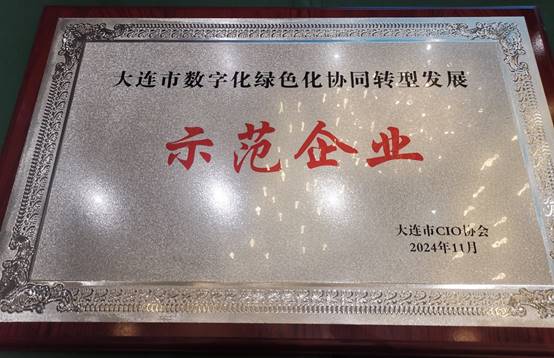 大连市数字化绿色化协同转型发展
示范企业
大连市CIO协会
2024年11月